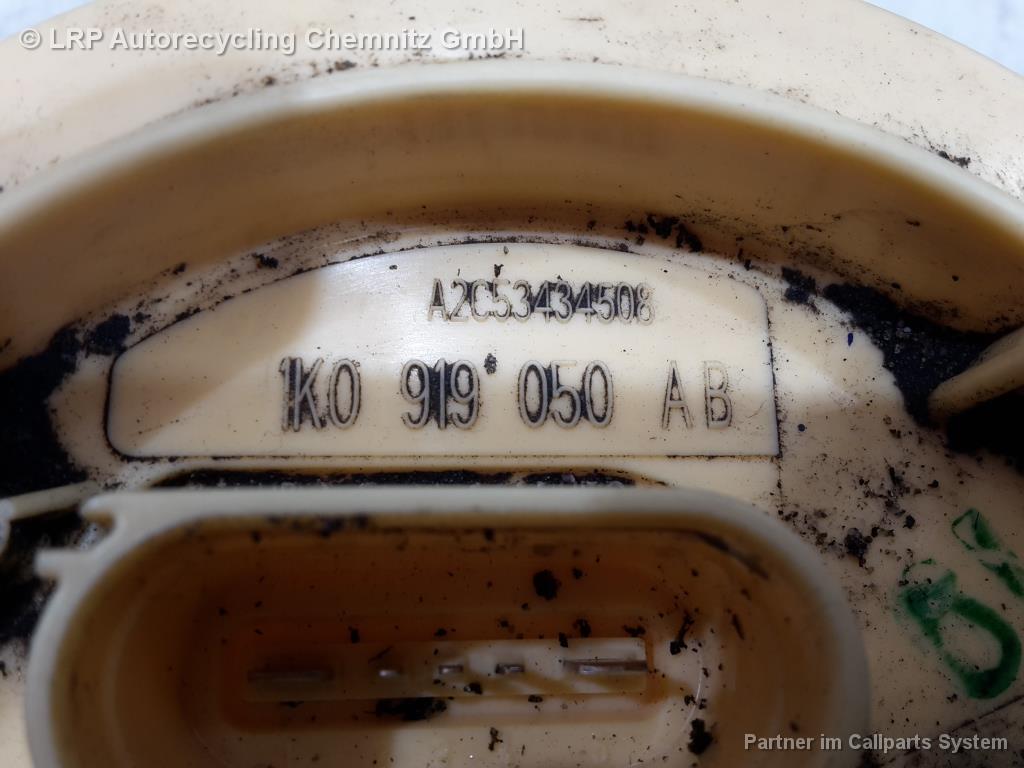 © LRP Autorecycling Chemnitz GmbH
A2C53434508
1K0 919 050 AB
Partner im Callparts System